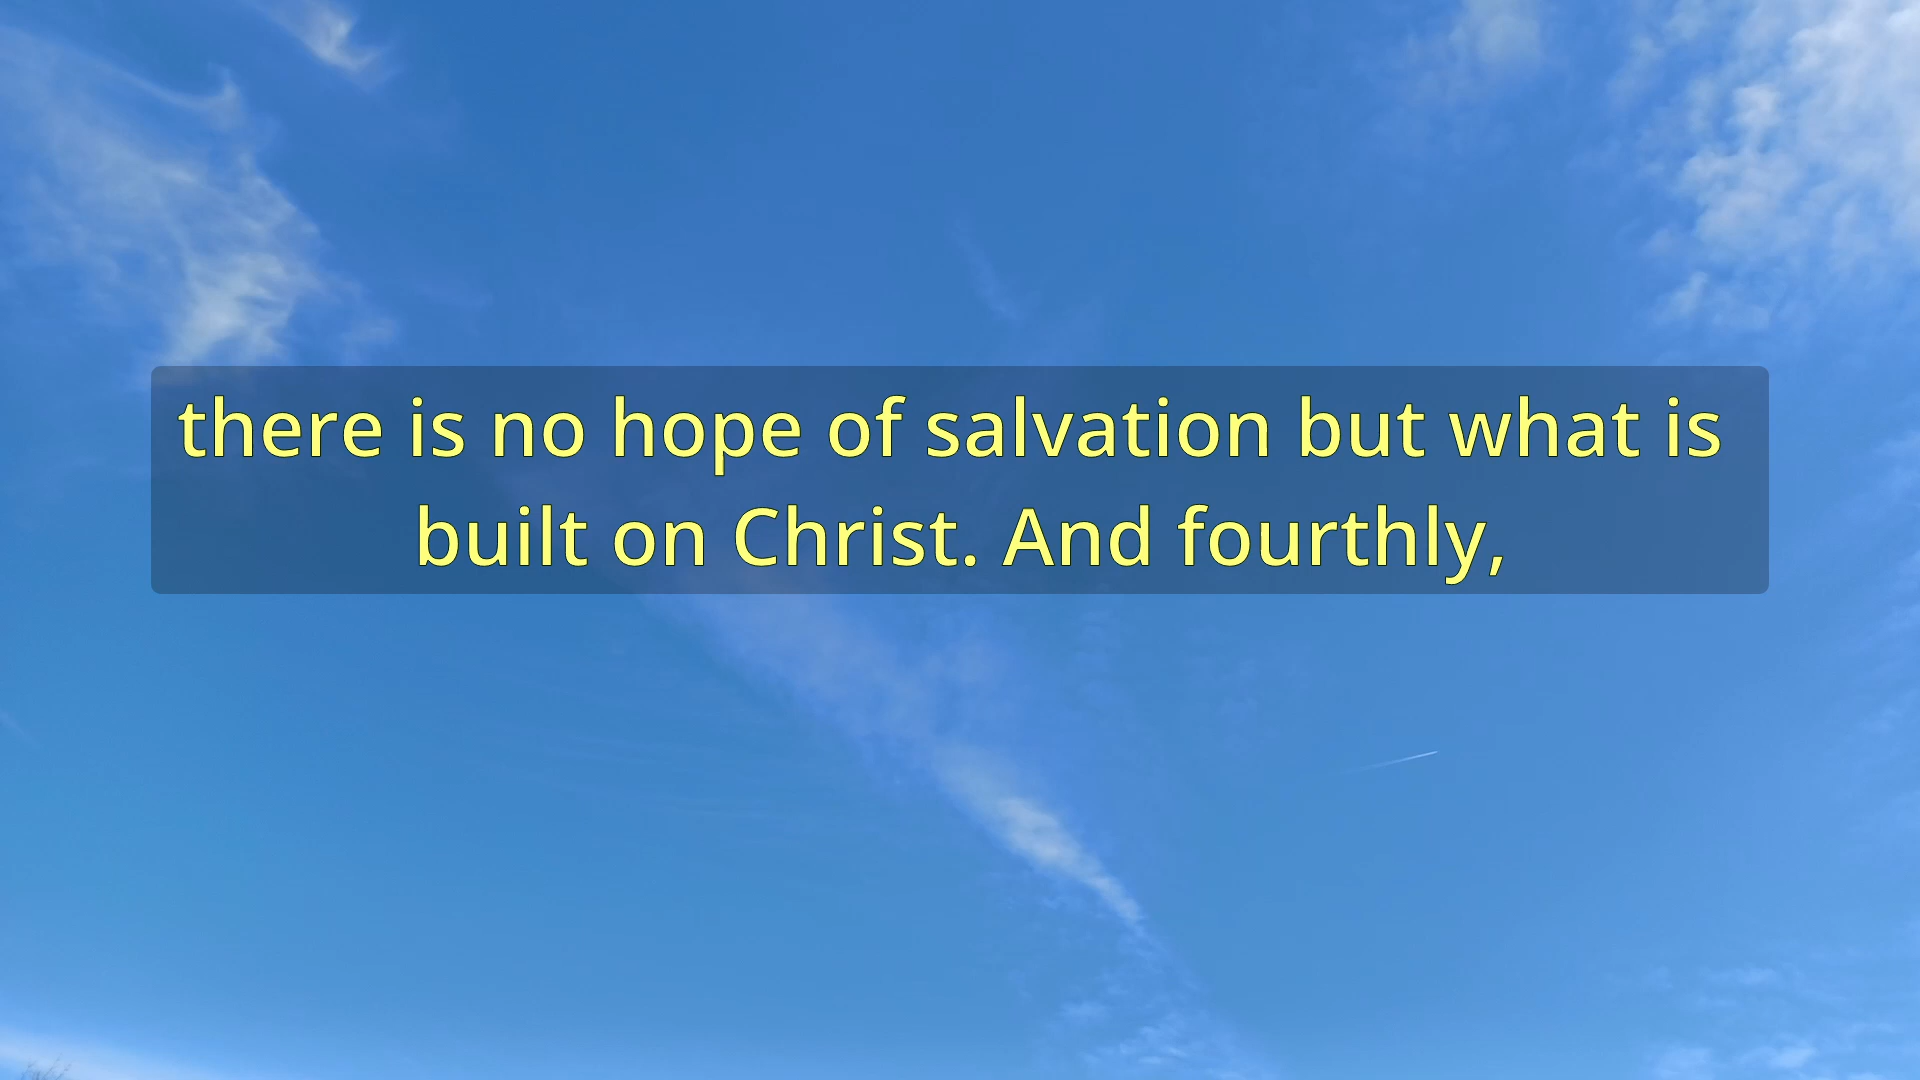 there is no hope of salvation but what is
built on Christ. And fourthly,